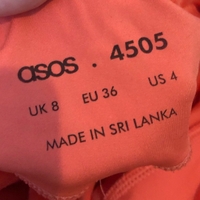 asos . 4505
UK 8 EU 36 US 4
MADE IN SRI LANKA